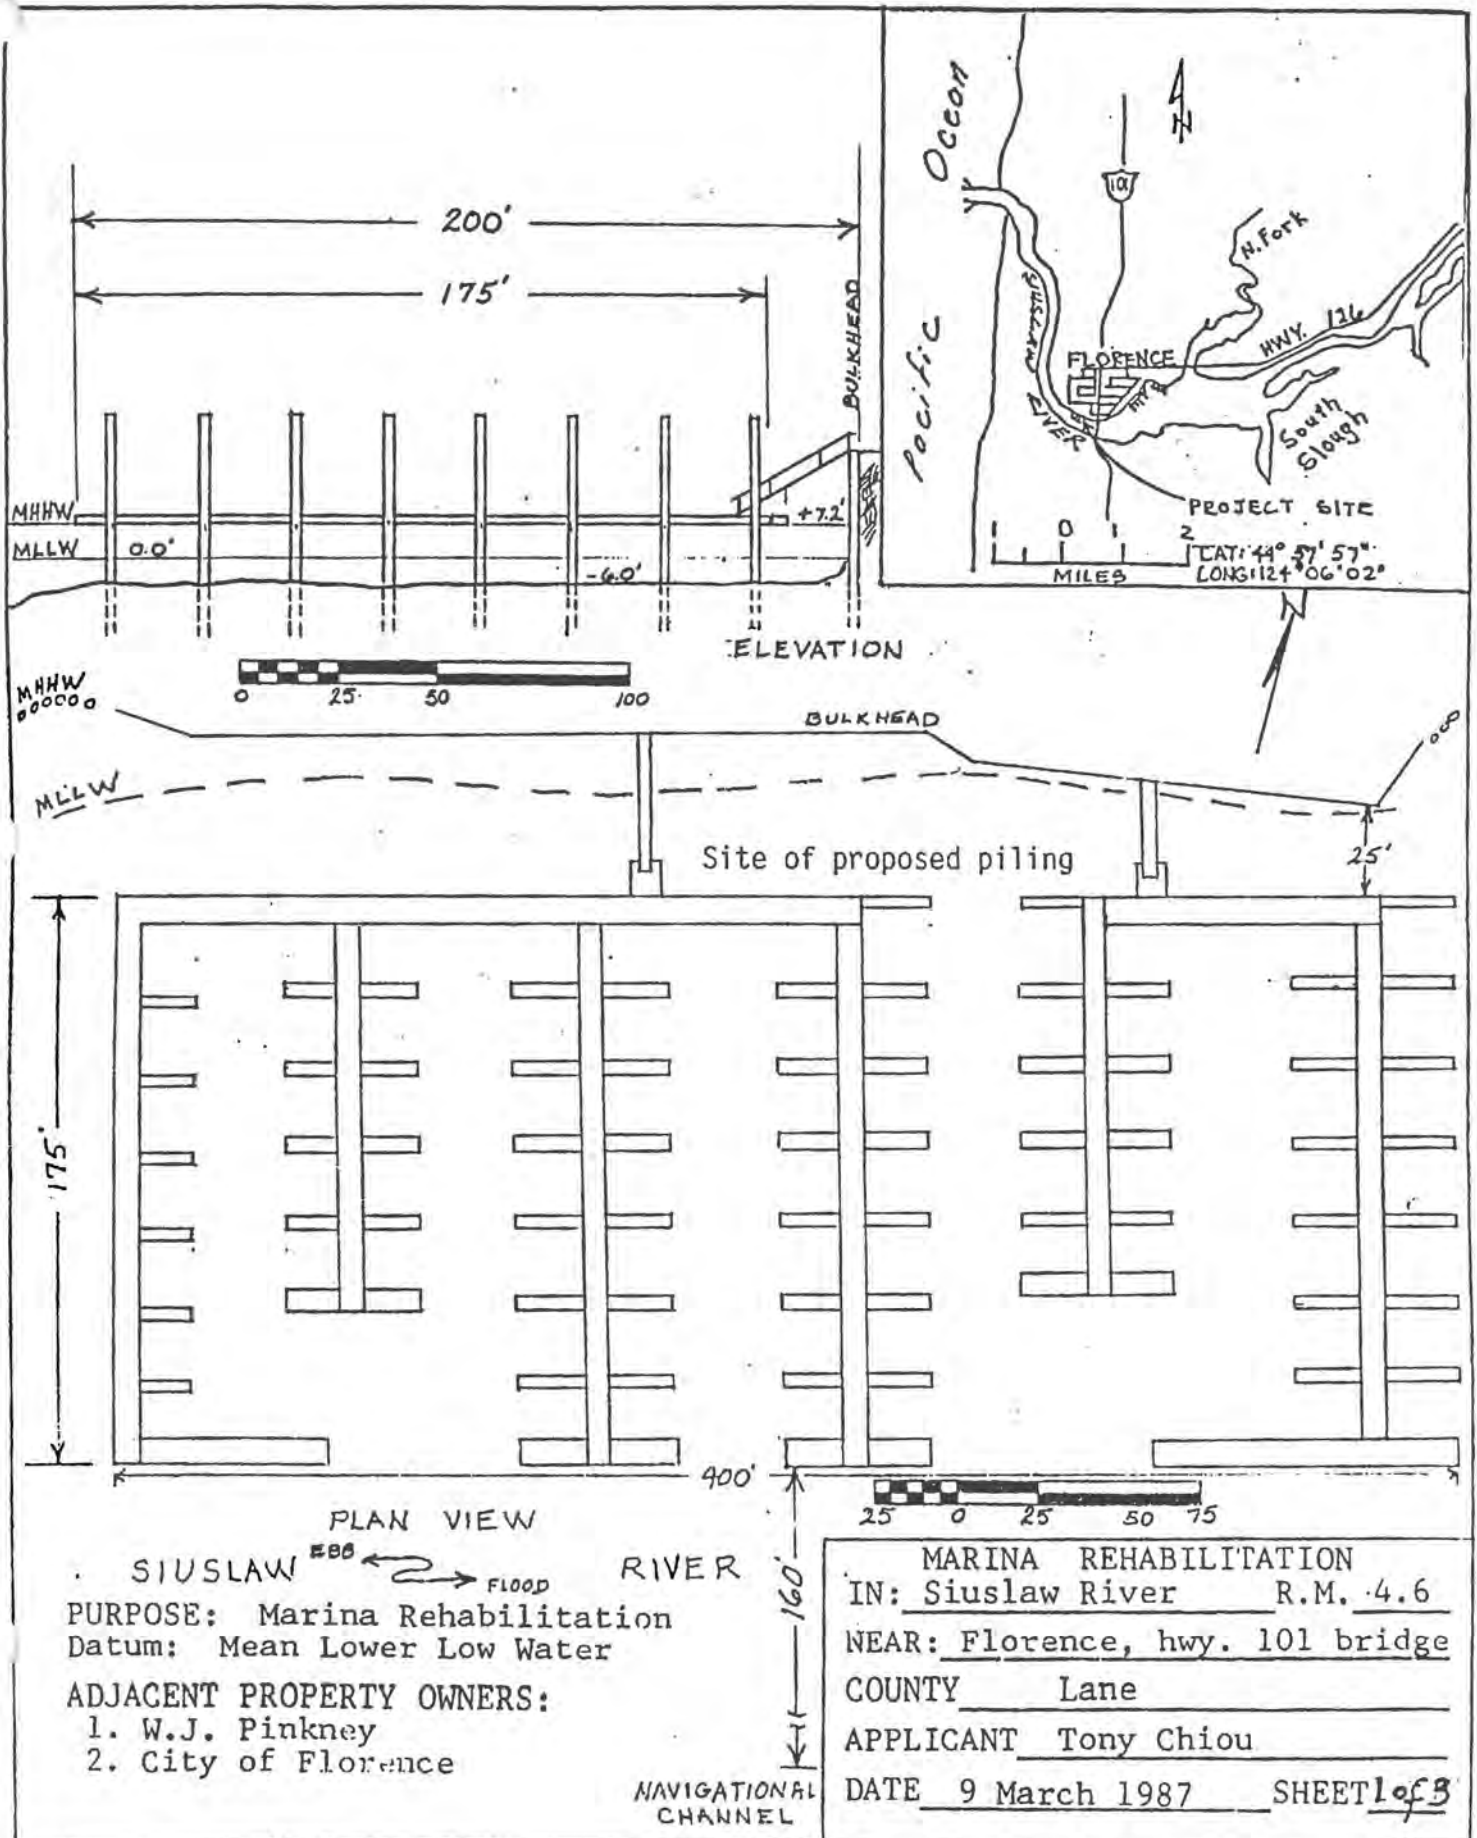 200'
175'
BULKHEAD
MHHW
+7.2'
MLLW 0.0'
-6.0'
ELEVATION
0 25 50 100
Pacific Ocean
N
101
N. Fork
SIUSLAW RIVER
FLORENCE
HWY. 126
South
Slough
PROJECT SITE
1 0 1 2
MILES
LAT: 44° 57' 57"
LONG: 124° 06' 02"
N
MHHW
BULKHEAD
MLLW
Site of proposed piling
25'
175'
400'
25 0 25 50 75
PLAN VIEW
SIUSLAW EBB FLOOD RIVER
160'
PURPOSE: Marina Rehabilitation
Datum: Mean Lower Low Water
ADJACENT PROPERTY OWNERS:
1. W.J. Pinkney
2. City of Florence
NAVIGATIONAL
CHANNEL
MARINA REHABILITATION
IN: Siuslaw River R.M. 4.6
NEAR: Florence, hwy. 101 bridge
COUNTY Lane
APPLICANT Tony Chiou
DATE 9 March 1987 SHEET 1 of 3